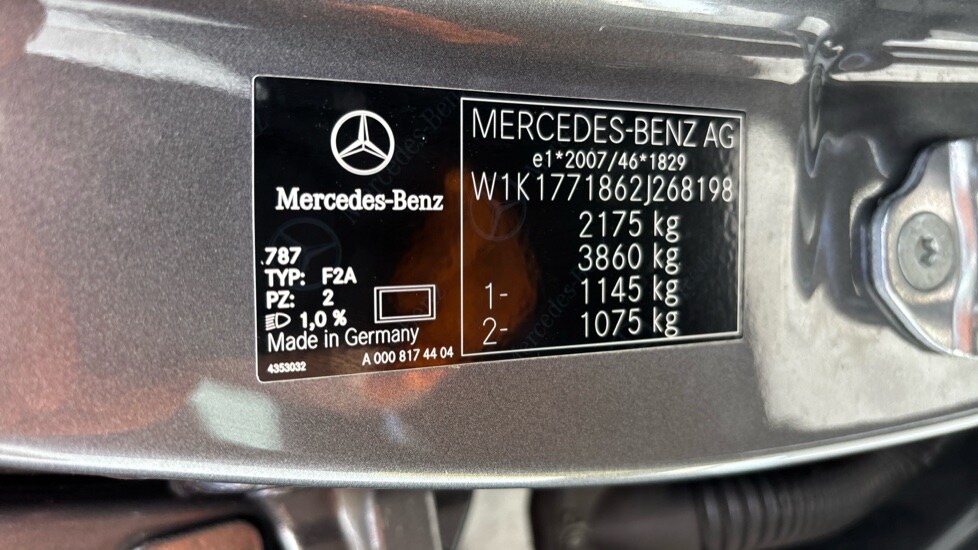 Mercedes-Benz
787
TYP: F2A
PZ: 2
1,0 %
Made in Germany
4353032
A 000 817 44 04
MERCEDES-BENZ AG
e1*2007/46*1829
W1K1771862J268198
2175 kg
3860 kg
1- 1145 kg
2- 1075 kg